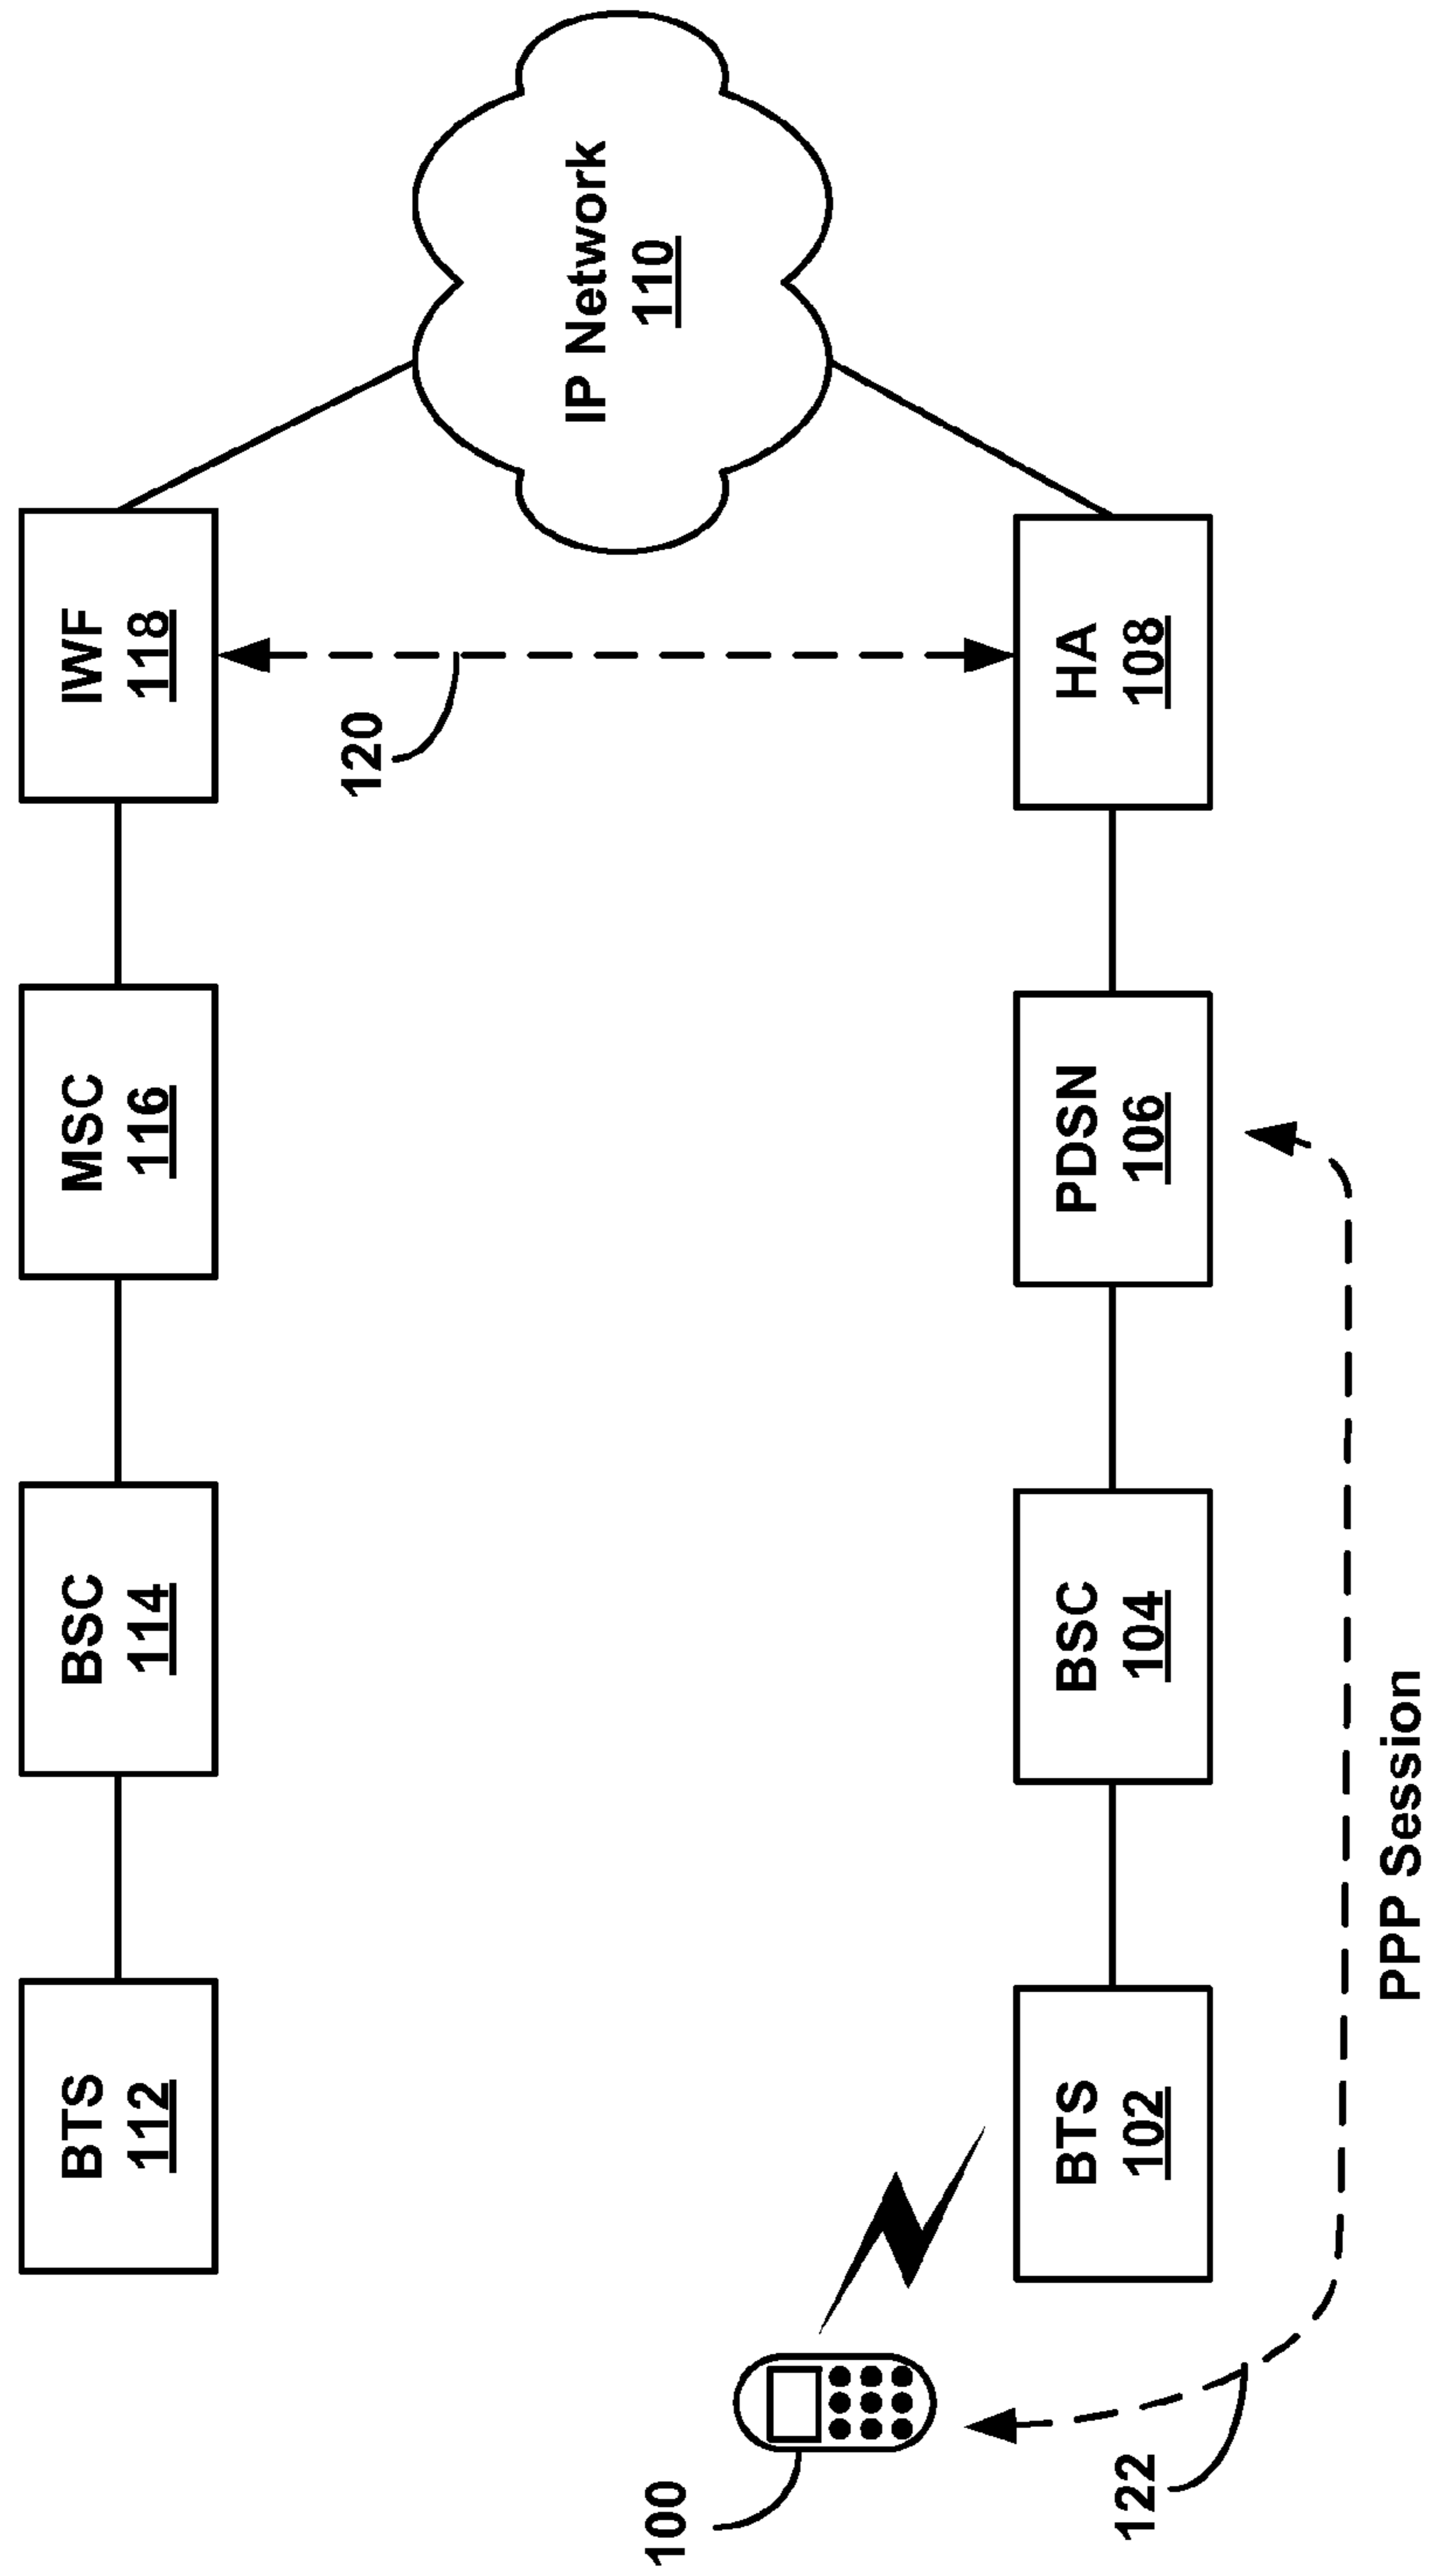 BTS
112
BSC
114
MSC
116
IWF
118
120
IP Network
110
100
BTS
102
BSC
104
PDSN
106
HA
108
122
PPP Session